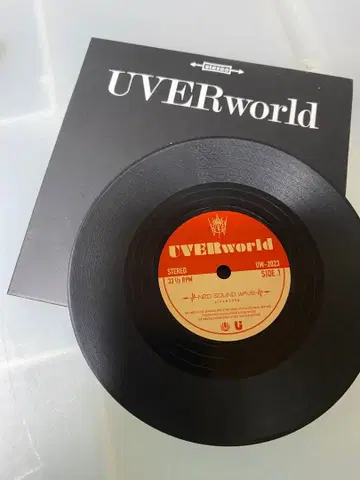 STEREO
UVERworld
UVERworld
STEREO
33 1/3 RPM
UW-2023
SIDE 1
NEO SOUND WAVE
U